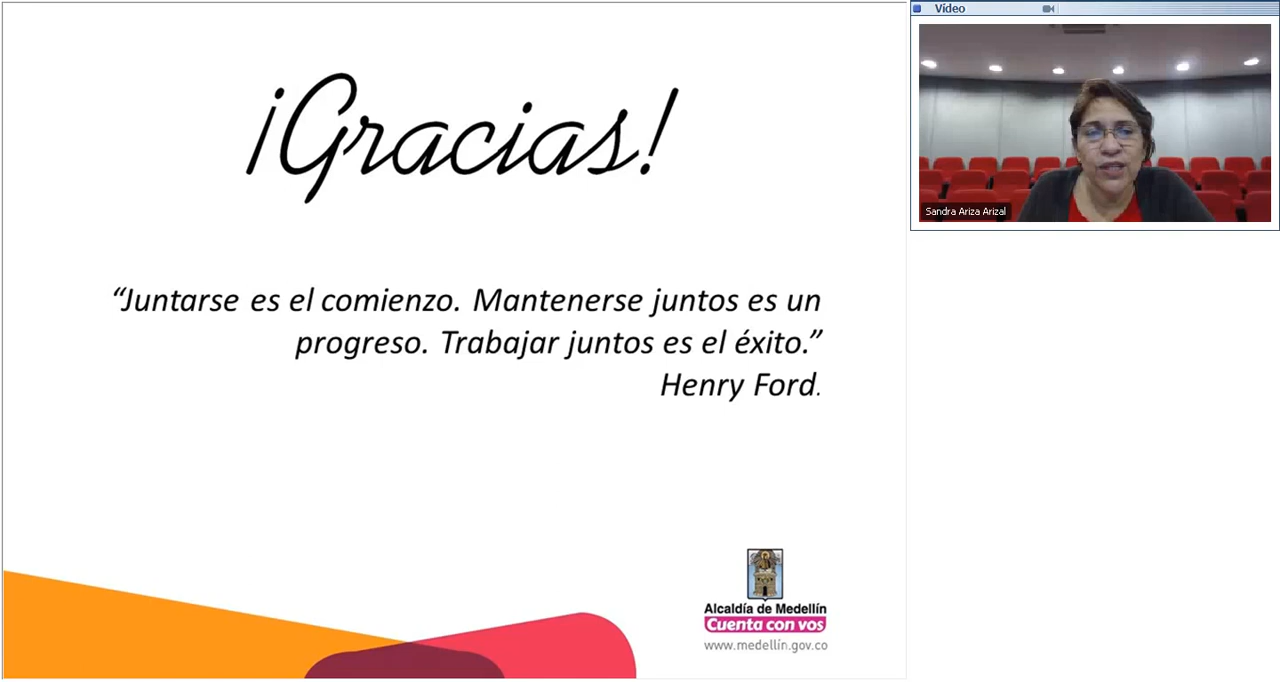 ¡Gracias!
“Juntarse es el comienzo. Mantenerse juntos es un
progreso. Trabajar juntos es el éxito.”
Henry Ford.
Alcaldía de Medellín
Cuenta con vos
www.medellín.gov.co
Vídeo
Sandra Ariza Arizal